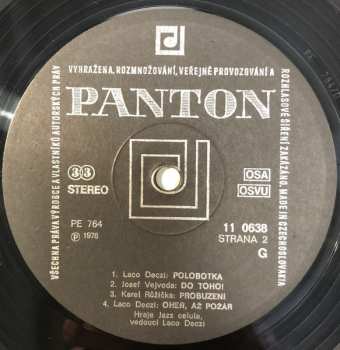 VŠECHNA PRÁVA VÝROBCE A VLASTNÍKŮ AUTORSKÝCH PRÁV VYHRAŽENA. ROZMNOŽOVÁNÍ, VEŘEJNÉ PROVOZOVÁNÍ A ROZHLASOVÉ ŠÍŘENÍ ZAKÁZÁNO. MADE IN CZECHOSLOVAKIA
PANTON
33 STEREO
OSA
OSVU
PE 764
℗ 1978
11 0638
STRANA 2
G
1. Laco Deczi: POLOBOTKA
2. Josef Vejvoda: DO TOHO!
3. Karel Růžička: PROBUZENÍ
4. Laco Deczi: OHEŇ, AŽ POŽÁR
Hraje Jazz celula,
vedoucí Laco Deczi